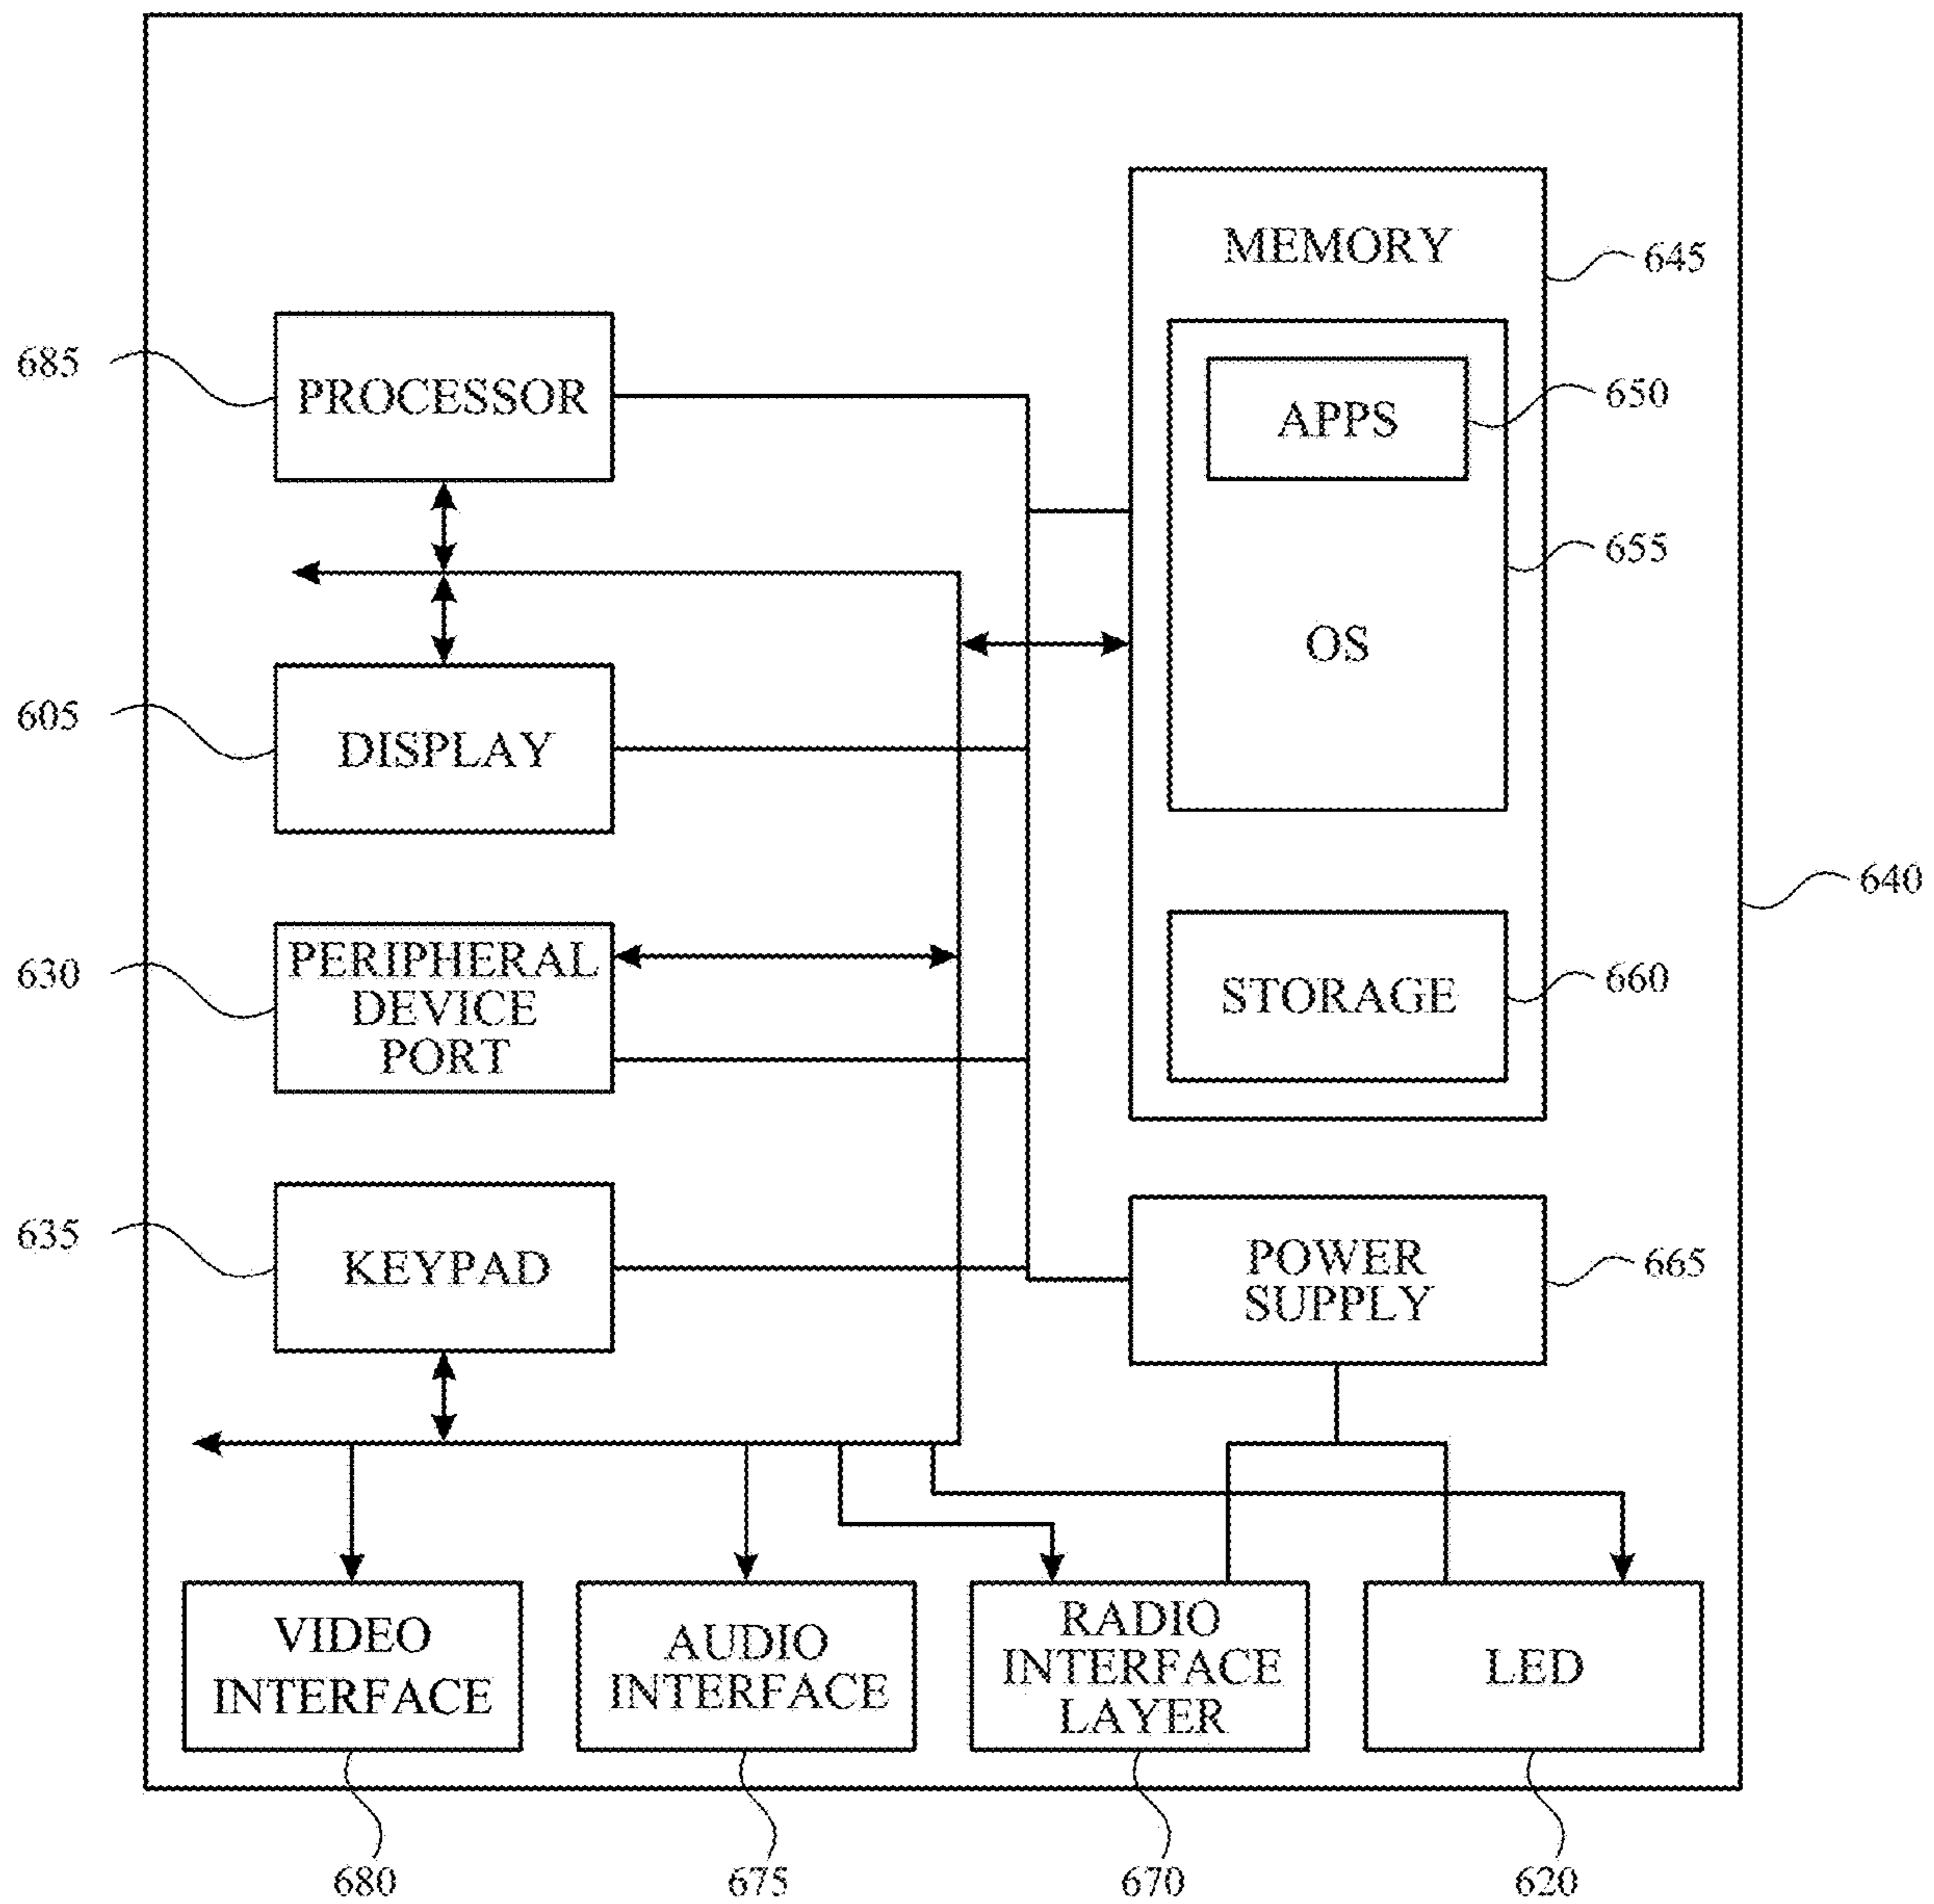 MEMORY
645
685
PROCESSOR
APPS
650
655
OS
605
DISPLAY
640
630
PERIPHERAL
DEVICE
PORT
STORAGE
660
635
KEYPAD
POWER
SUPPLY
665
VIDEO
INTERFACE
AUDIO
INTERFACE
RADIO
INTERFACE
LAYER
LED
680
675
670
620